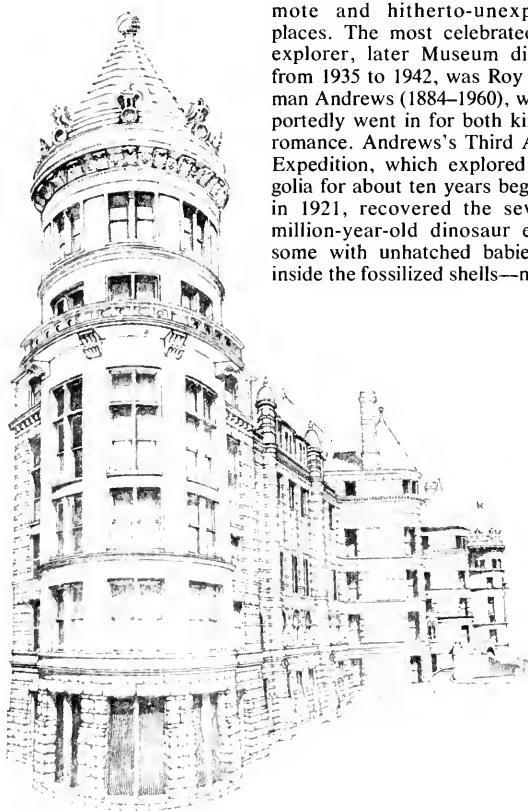 mote and hitherto-unexp
places. The most celebrated
explorer, later Museum di
from 1935 to 1942, was Roy
man Andrews (1884–1960), w
portedly went in for both ki
romance. Andrews's Third A
Expedition, which explored
golia for about ten years beg
in 1921, recovered the sev
million-year-old dinosaur e
some with unhatched babie
inside the fossilized shells—n